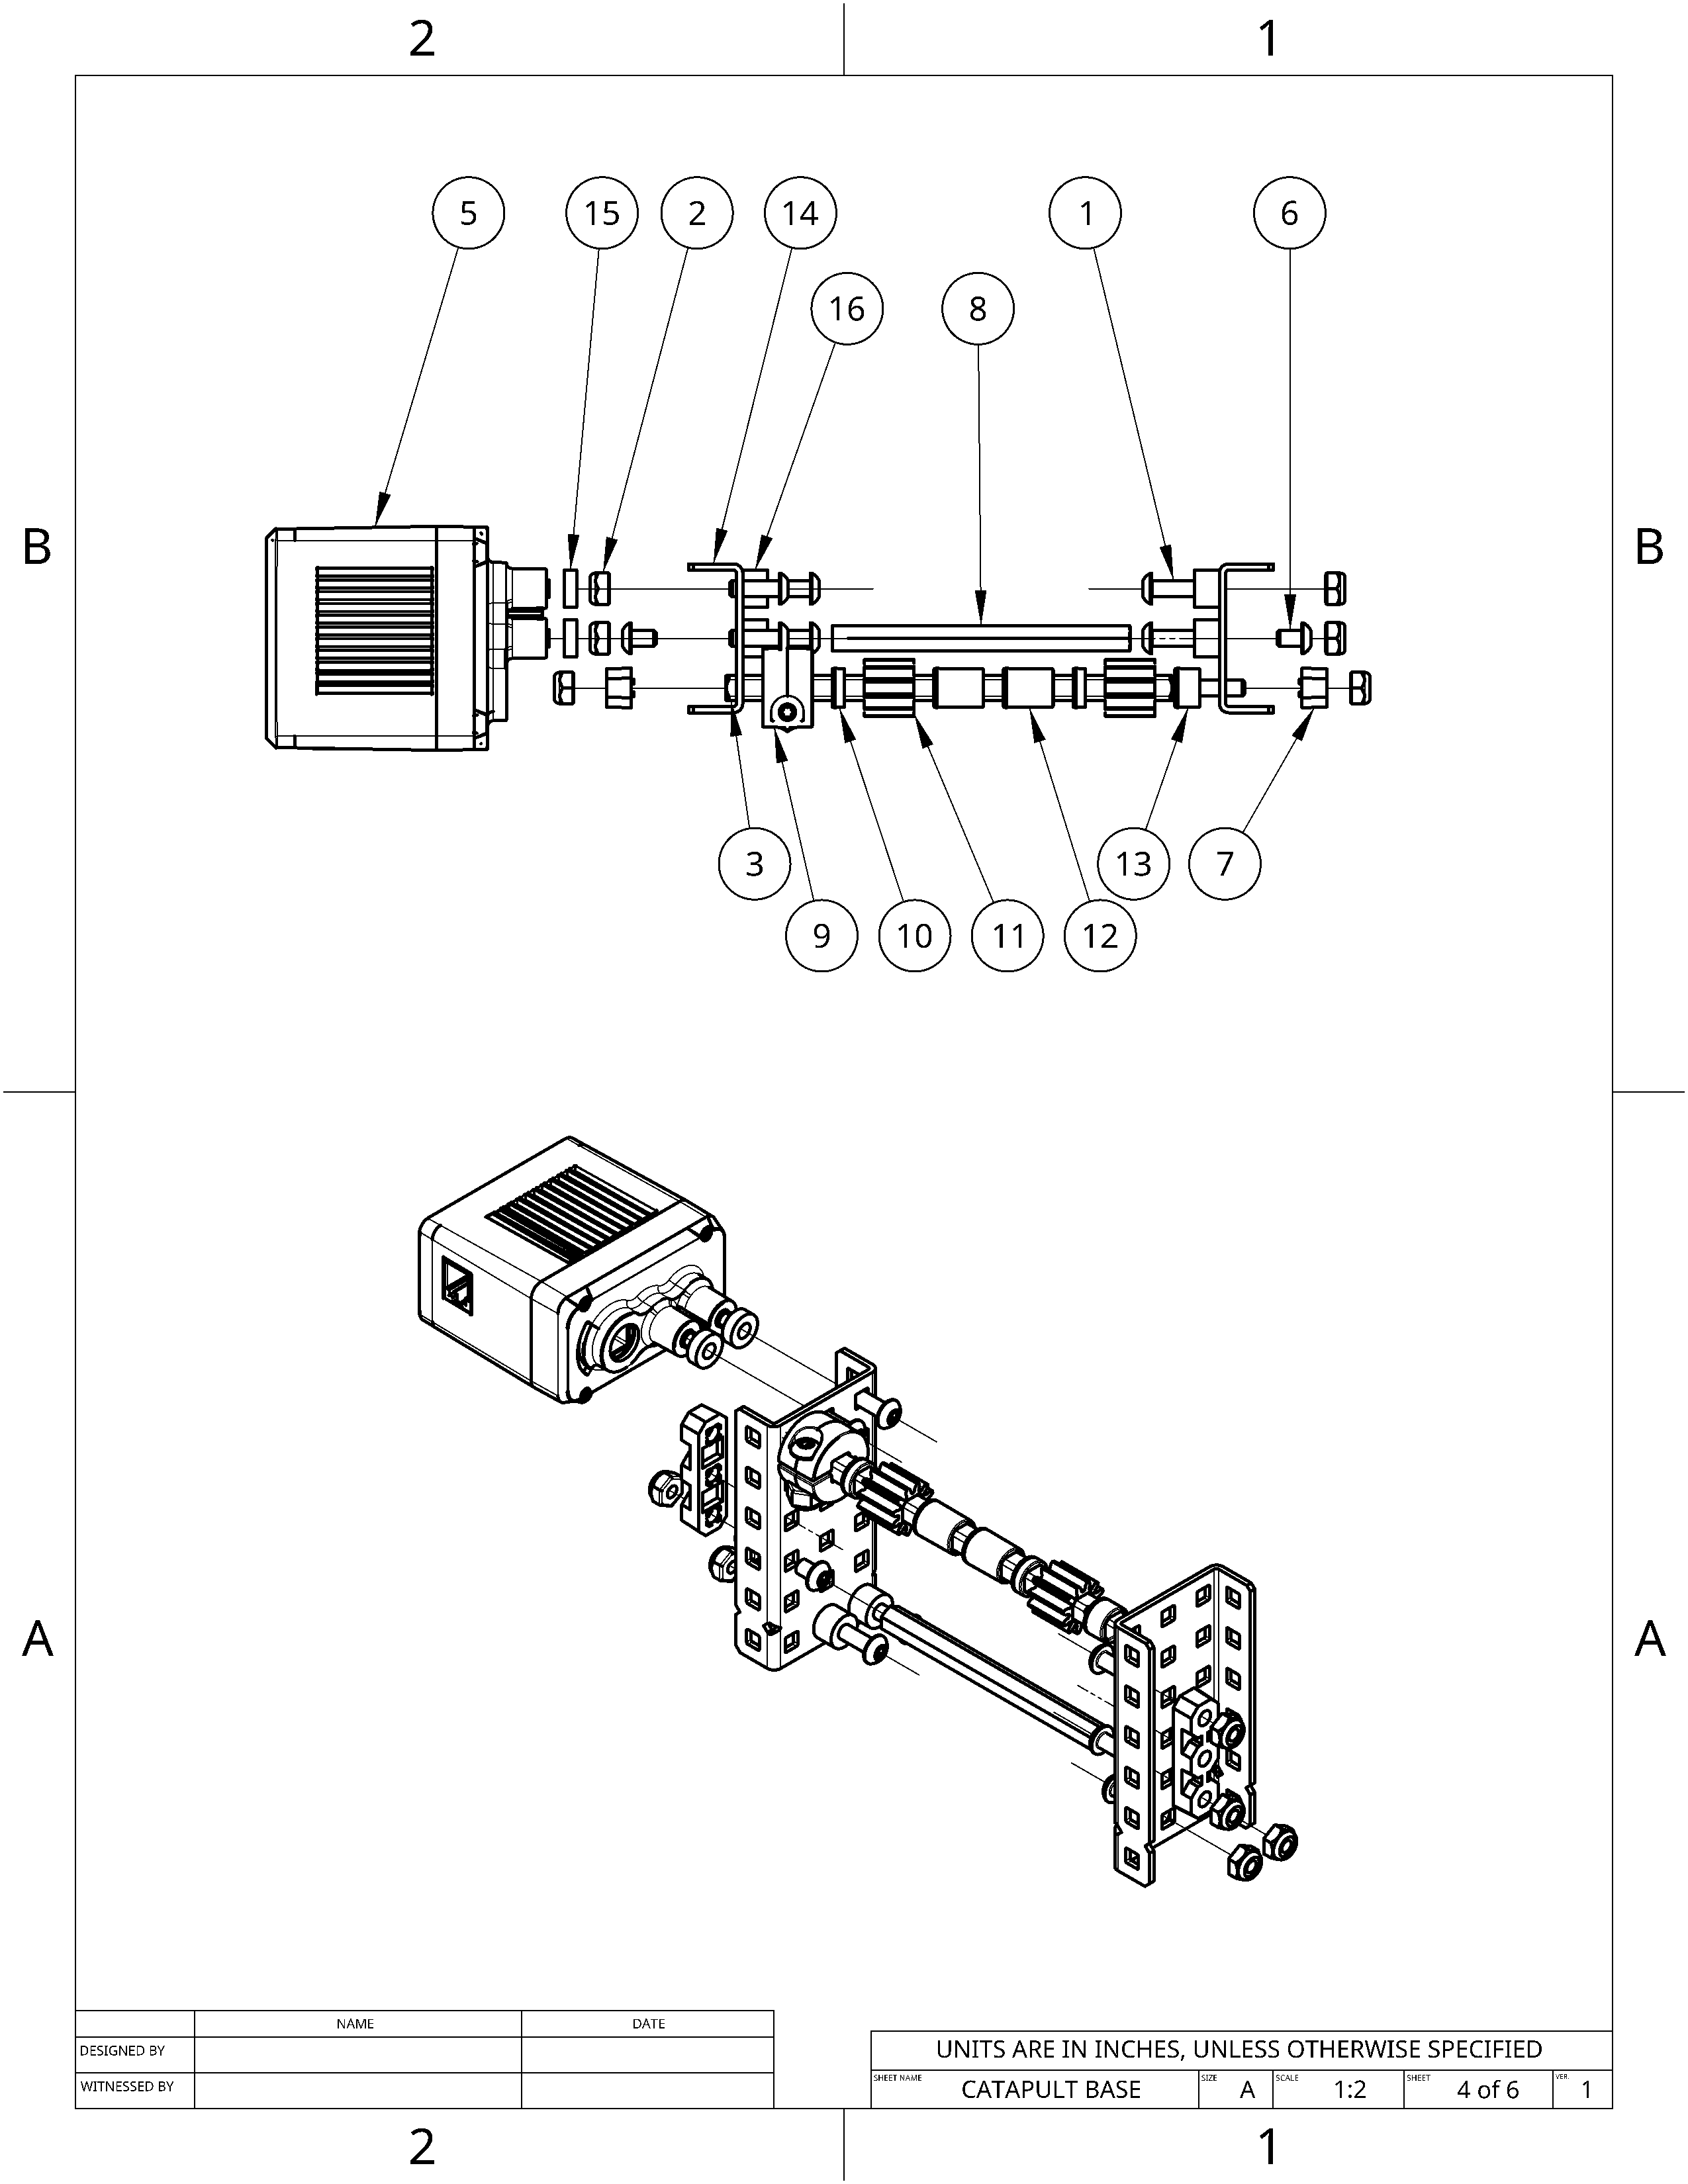 2 1
5 15 2 14 1 6
16 8
B B
3 13 7
9 10 11 12
A A
NAME DATE
DESIGNED BY
WITNESSED BY
UNITS ARE IN INCHES, UNLESS OTHERWISE SPECIFIED
SHEET NAME CATAPULT BASE SIZE A SCALE 1:2 SHEET 4 of 6 VER. 1
2 1